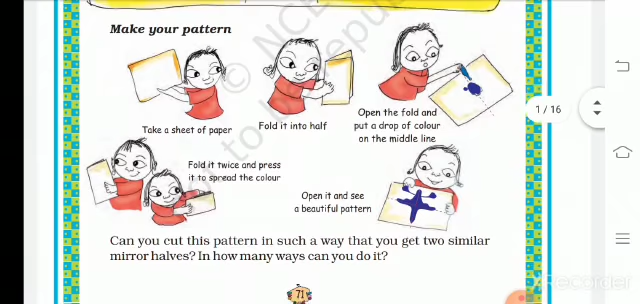 Make your pattern
Take a sheet of paper
Fold it into half
Open the fold and
put a drop of colour
on the middle line
1 / 16
Fold it twice and press
it to spread the colour
Open it and see
a beautiful pattern
Can you cut this pattern in such a way that you get two similar
mirror halves? In how many ways can you do it?
71
XRecorder